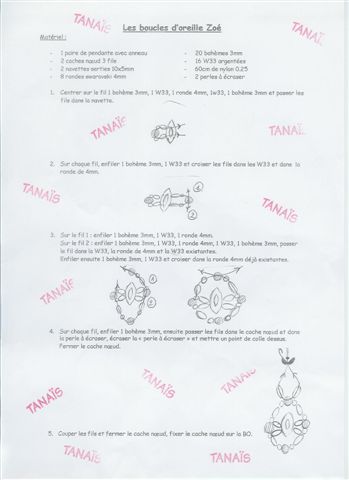 Les boucles d'oreille Zoé
TANAÏS
TANAÏS
Matériel :
- 1 paire de pendante avec anneau
- 2 caches nœud 3 file
- 2 navettes serties 10x5mm
- 8 rondes swarovski 4mm
- 20 bohèmes 3mm
- 16 W33 argentées
- 60cm de nylon 0,25
- 2 perles à écraser
1. Centrer sur le fil 1 bohème 3mm, 1 W33, 1 ronde 4mm, 1w33, 1 bohème 3mm et passer les
fils dans la navette.
TANAÏS
TANAÏ
2. Sur chaque fil, enfiler 1 bohème 3mm, 1 W33 et croiser les fils dans les W33 et dans la
ronde de 4mm.
TANAÏS
1
2
TANAÏS
3. Sur le fil 1 : enfiler 1 bohème 3mm, 1 W33, 1 ronde 4mm.
Sur le fil 2 : enfiler 1 bohème 3mm, 1 W33, 1 ronde 4mm, 1 W33, 1 bohème 3mm, passer
le fil dans la W33, la ronde de 4mm et la W33 existantes.
Enfiler ensuite 1 bohème 3mm, 1 W33 et croiser dans la ronde 4mm déjà existantes.
TANAÏS
1
2
TANAÏS
4. Sur chaque fil, enfiler 1 bohème 3mm, ensuite passer les fils dans le cache nœud et dans
la perle à écraser, écraser la « perle à écraser » et mettre un point de colle dessus.
Fermer le cache nœud.
TANAÏS
TANAÏS
TANAÏS
5. Couper les fils et fermer le cache nœud, fixer le cache nœud sur la BO.
TANAÏS
TANAÏS